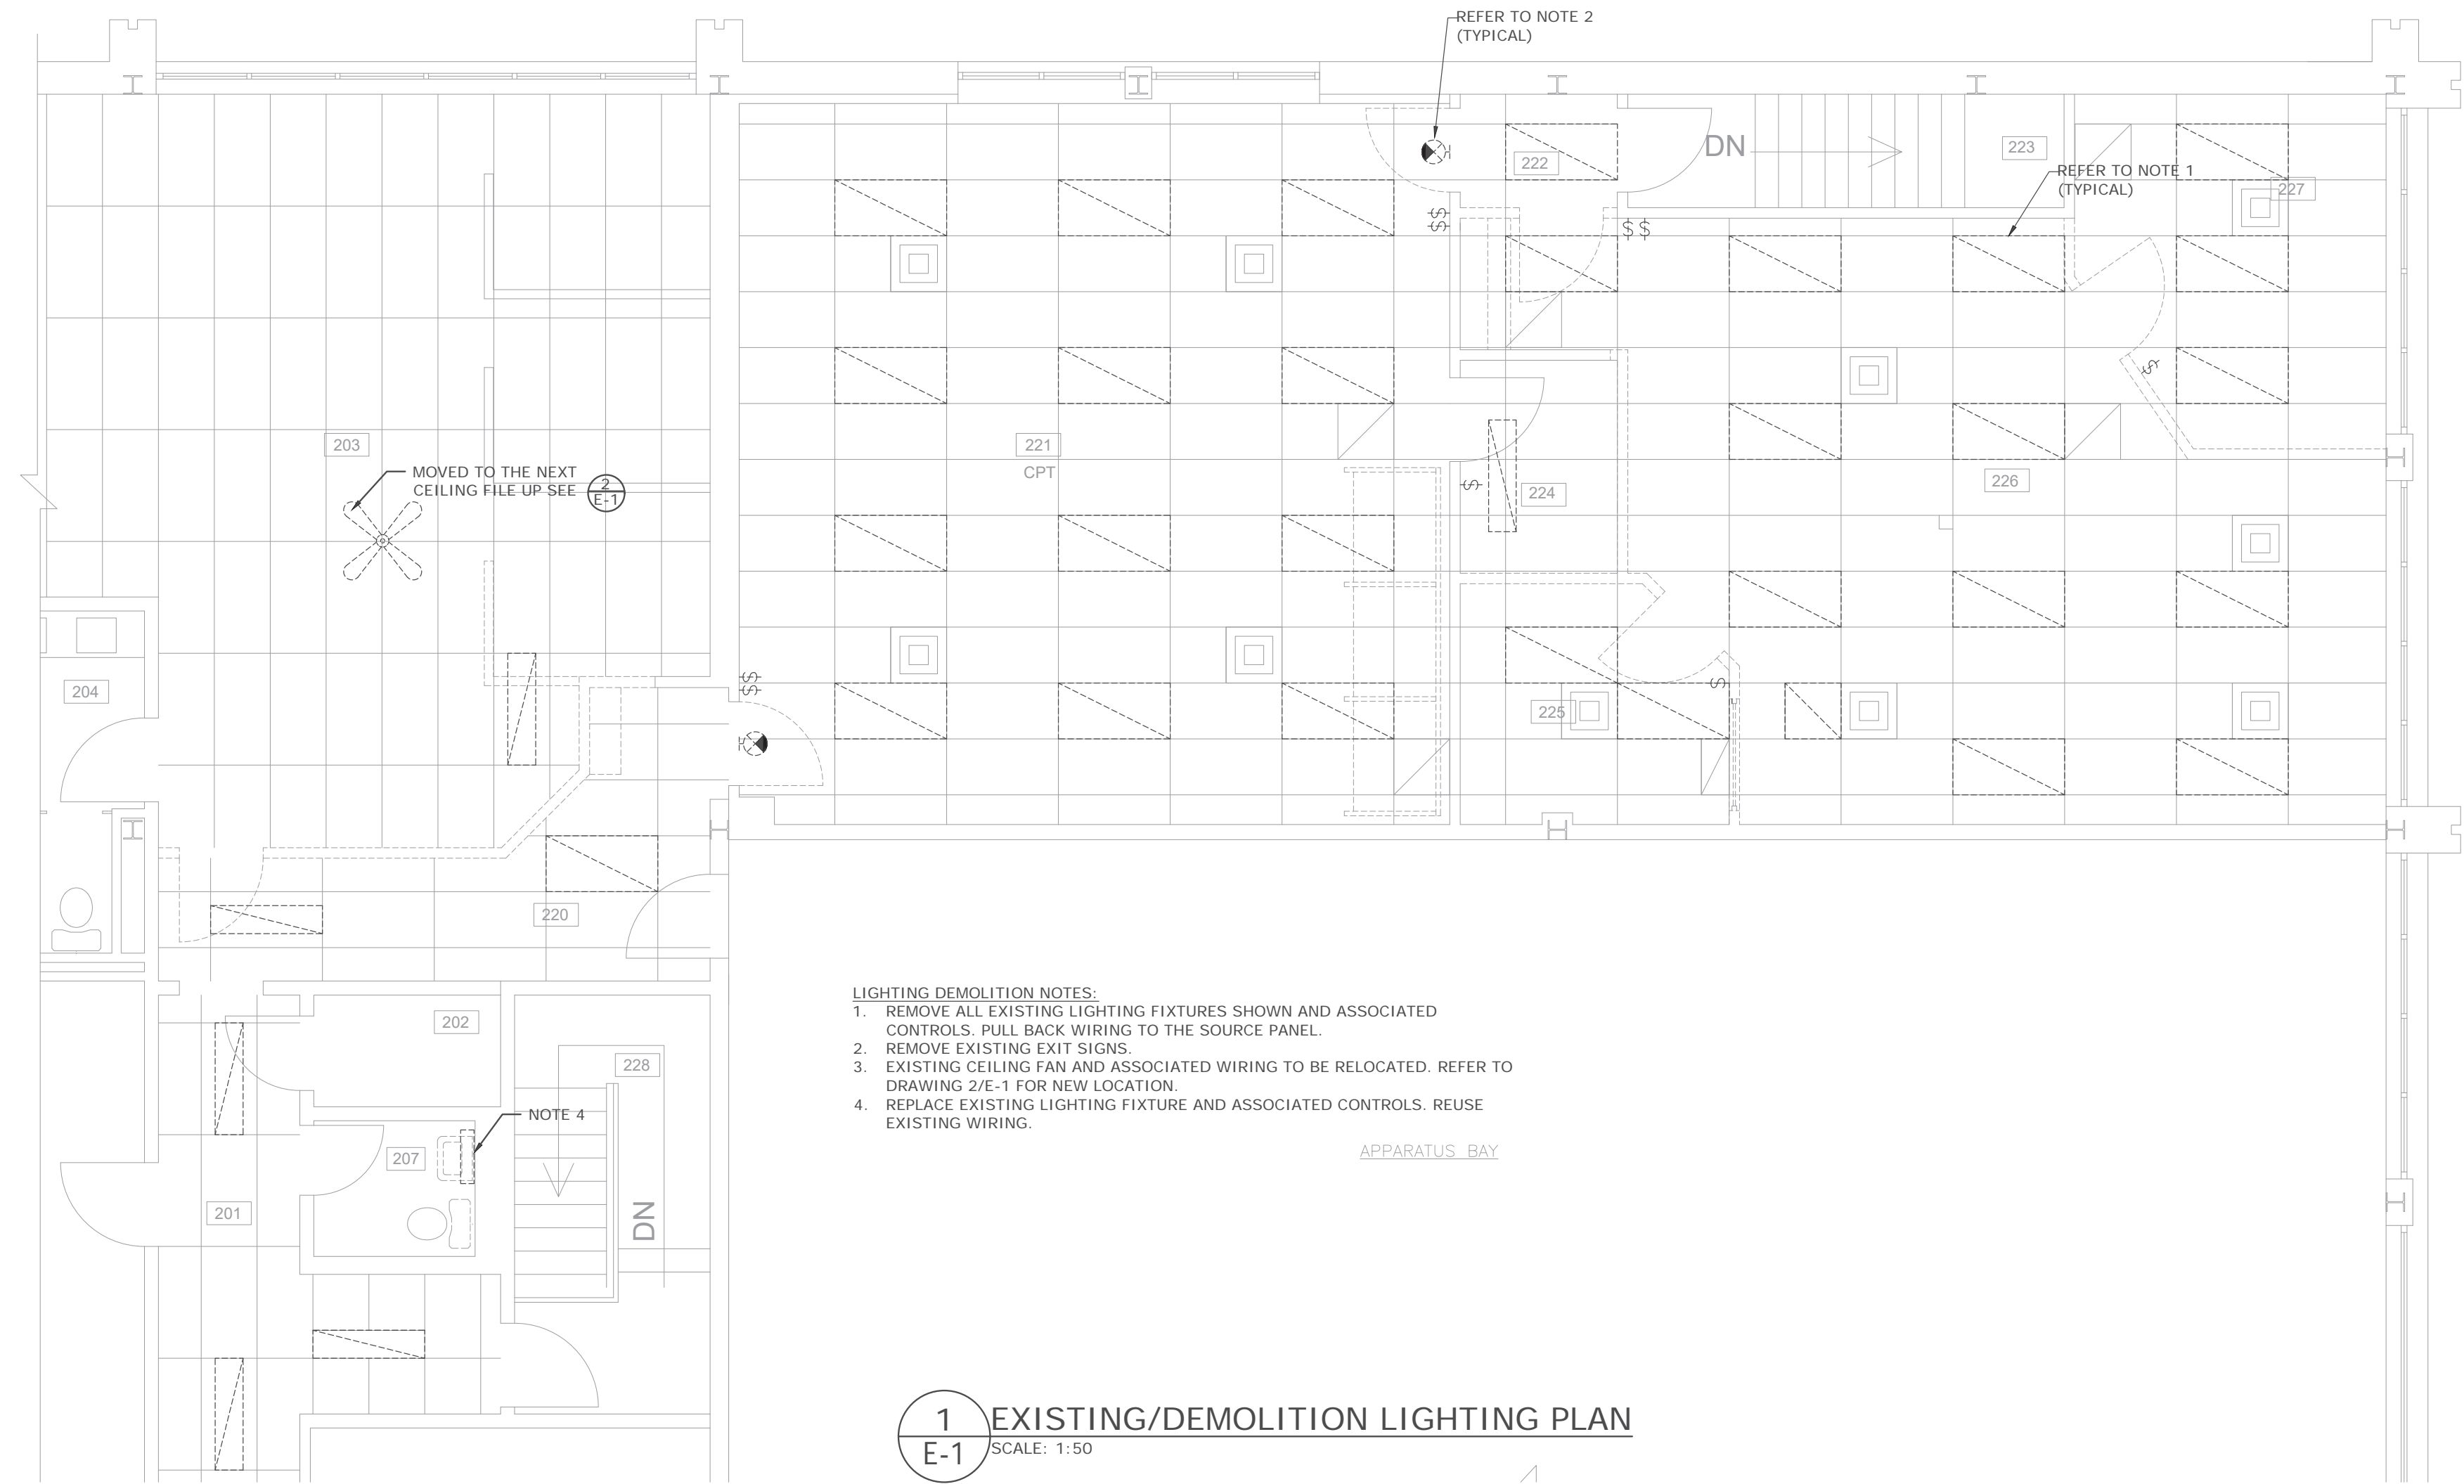 REFER TO NOTE 2
(TYPICAL)
DN
223
222
REFER TO NOTE 1
(TYPICAL)
227
$
$
$ $
$
203
221
CPT
MOVED TO THE NEXT
CEILING FILE UP SEE
2
E-1
226
$
224
204
$
$
$
225
220
LIGHTING DEMOLITION NOTES:
1. REMOVE ALL EXISTING LIGHTING FIXTURES SHOWN AND ASSOCIATED
CONTROLS. PULL BACK WIRING TO THE SOURCE PANEL.
2. REMOVE EXISTING EXIT SIGNS.
3. EXISTING CEILING FAN AND ASSOCIATED WIRING TO BE RELOCATED. REFER TO
DRAWING 2/E-1 FOR NEW LOCATION.
4. REPLACE EXISTING LIGHTING FIXTURE AND ASSOCIATED CONTROLS. REUSE
EXISTING WIRING.
202
228
NOTE 4
207
APPARATUS BAY
201
DN
1
E-1
EXISTING/DEMOLITION LIGHTING PLAN
SCALE: 1:50